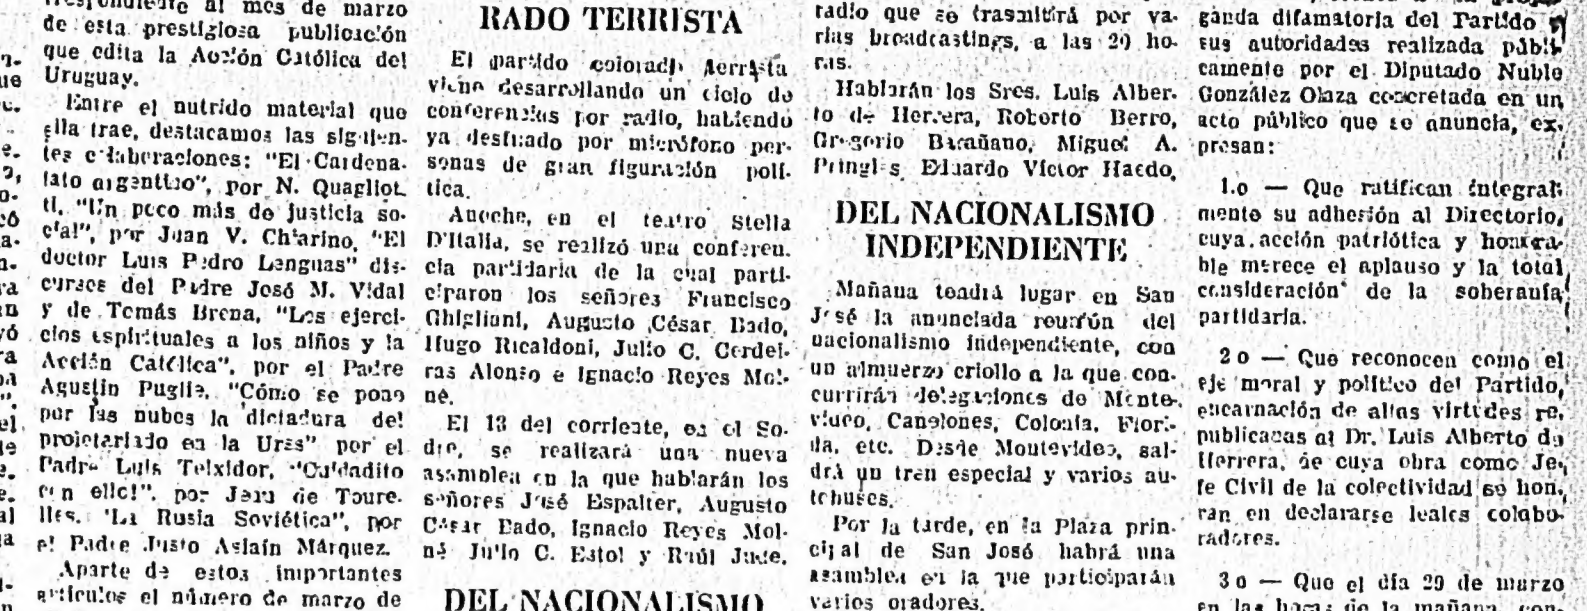 al mes de marzo
de esta prestigiosa publicación
que edita la Acción Católica del
Uruguay.
Entre el nutrido material que
ella trae, destacamos las siguien-
tes colaboraciones: "El Cardena-
lato argentino", por N. Quagliot
ti, "Un poco más de justicia so-
cial", por Juan V. Chiarino, "El
doctor Luis Pedro Lenguas" dis-
cursos del Padre José M. Vidal
y de Tomás Brena, "Los ejerci-
cios espirituales a los niños y la
Acción Católica", por el Padre
Agustín Puglia, "Cómo se pone
por las nubes la dictadura del
proletariado en la Urss" por el
Padre Luis Teixidor, "Cuidadito
con ello!", por Jera de Toure-
lles. "La Rusia Soviética", por
el Padre Justo Aslaín Márquez.
Aparte de estos importantes
artículos el número de marzo de
RADO TERRISTA
El partido colorado terrista
viene desarrollando un ciclo de
conferencias por radio, habiendo
ya desfilado por micrófono per-
sonas de gran figuración polí-
tica.
Anoche, en el teatro Stella
D'Italia, se realizó una conferen-
cia partidaria de la cual parti-
ciparon los señores Francisco
Ghigliani, Augusto César Bado,
Hugo Ricaldoni, Julio C. Cerdei-
ras Alonso e Ignacio Reyes Mol-
né.
El 13 del corriente, en el So-
dre, se realizará una nueva
asamblea en la que hablarán los
señores José Espalter, Augusto
César Bado, Ignacio Reyes Mol-
né Julio C. Estol y Raúl Jude.
DEL NACIONALISMO
radio que se trasmitirá por va-
rias broadcastings, a las 20 ho-
ras.
Hablarán los Sres. Luis Alber-
to de Herrera, Roberto Berro,
Gregorio Barañano, Miguel A.
Pringles, Eduardo Víctor Haedo,
DEL NACIONALISMO
INDEPENDIENTE
Mañana tendrá lugar en San
José la anunciada reunión del
nacionalismo independiente, con
un almuerzo criollo a la que con-
currirán delegaciones de Monte-
video, Canelones, Colonia, Flori-
da, etc. Desde Montevideo, sal-
drá un tren especial y varios au-
tobuses.
Por la tarde, en la Plaza prin-
cipal de San José habrá una
asamblea en la que participarán
varios oradores.
ganda difamatoria del Partido y
sus autoridades realizada públi-
camente por el Diputado Nuble
González Olaza concretada en un
acto público que se anuncia, ex-
presan:
1.o — Que ratifican integral-
mente su adhesión al Directorio,
cuya acción patriótica y honora-
ble merece el aplauso y la total
consideración de la soberanía
partidaria.
2 o — Que reconocen como el
eje moral y político del Partido,
encarnación de altas virtudes re-
publicanas al Dr. Luis Alberto de
Herrera, de cuya obra como Je-
fe Civil de la colectividad se hon-
ran en declararse leales colabo-
radores.
3 o — Que el día 29 de marzo